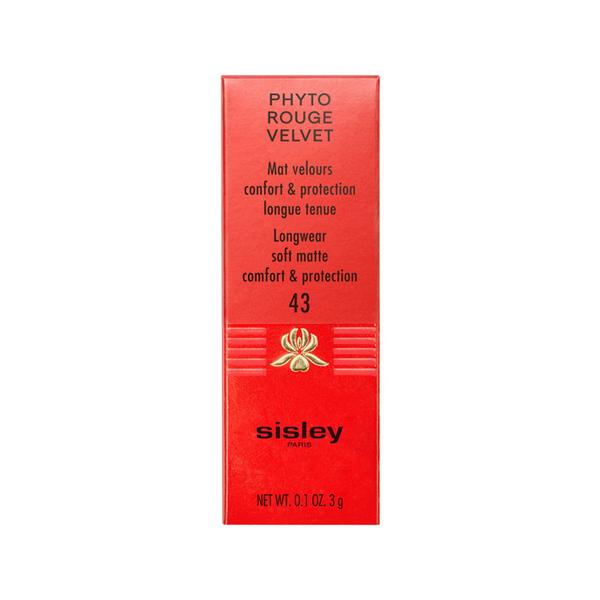 PHYTO
ROUGE
VELVET
Mat velours
confort & protection
longue tenue
Longwear
soft matte
comfort & protection
43
sisley
PARIS
NET WT. 0.1 OZ. 3 g